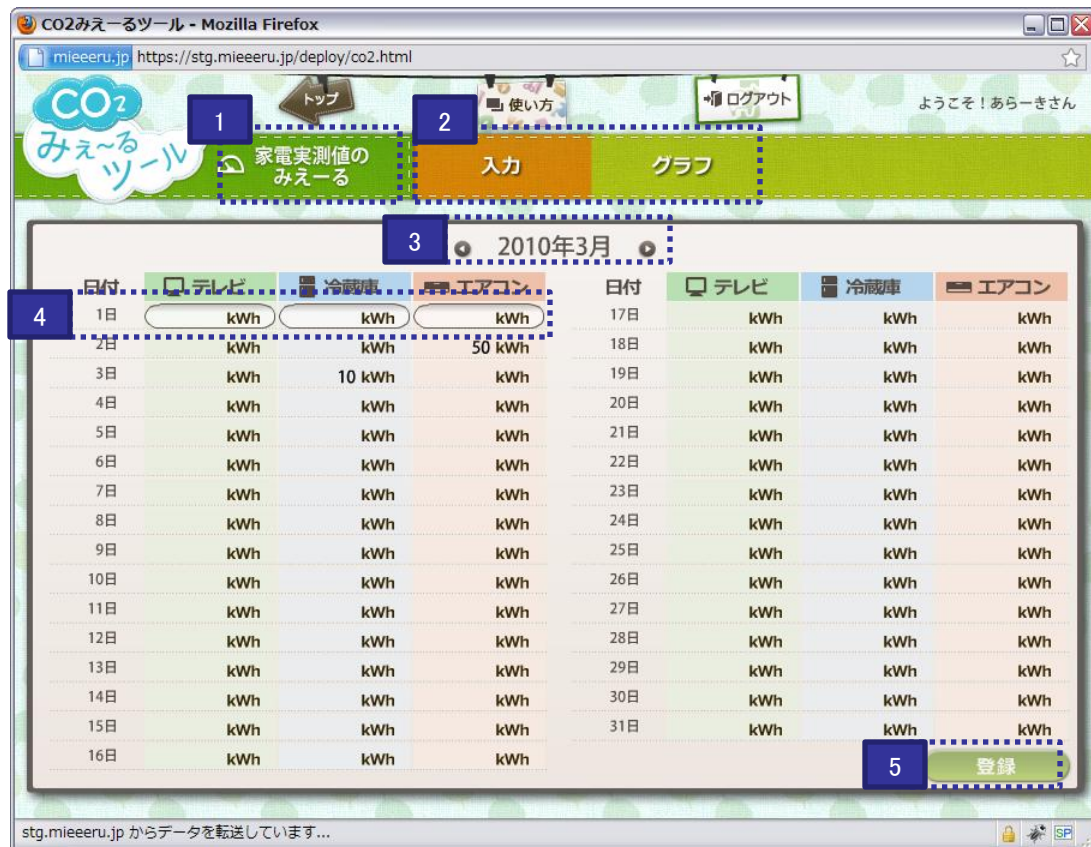 CO2みえーるツール - Mozilla Firefox
mieeeru.jp https://stg.mieeeru.jp/deploy/co2.html
CO2 みえ~る ツール
トップ
使い方
ログアウト
ようこそ！あらーきさん
1
2
家電実測値の
みえーる
入力
グラフ
3
2010年3月
日付 テレビ 冷蔵庫 エアコン 日付 テレビ 冷蔵庫 エアコン
4
1日 kWh kWh kWh 17日 kWh kWh kWh
2日 kWh kWh 50 kWh 18日 kWh kWh kWh
3日 kWh 10 kWh kWh 19日 kWh kWh kWh
4日 kWh kWh kWh 20日 kWh kWh kWh
5日 kWh kWh kWh 21日 kWh kWh kWh
6日 kWh kWh kWh 22日 kWh kWh kWh
7日 kWh kWh kWh 23日 kWh kWh kWh
8日 kWh kWh kWh 24日 kWh kWh kWh
9日 kWh kWh kWh 25日 kWh kWh kWh
10日 kWh kWh kWh 26日 kWh kWh kWh
11日 kWh kWh kWh 27日 kWh kWh kWh
12日 kWh kWh kWh 28日 kWh kWh kWh
13日 kWh kWh kWh 29日 kWh kWh kWh
14日 kWh kWh kWh 30日 kWh kWh kWh
15日 kWh kWh kWh 31日 kWh kWh kWh
16日 kWh kWh kWh
5
登録
stg.mieeeru.jp からデータを転送しています...
SP